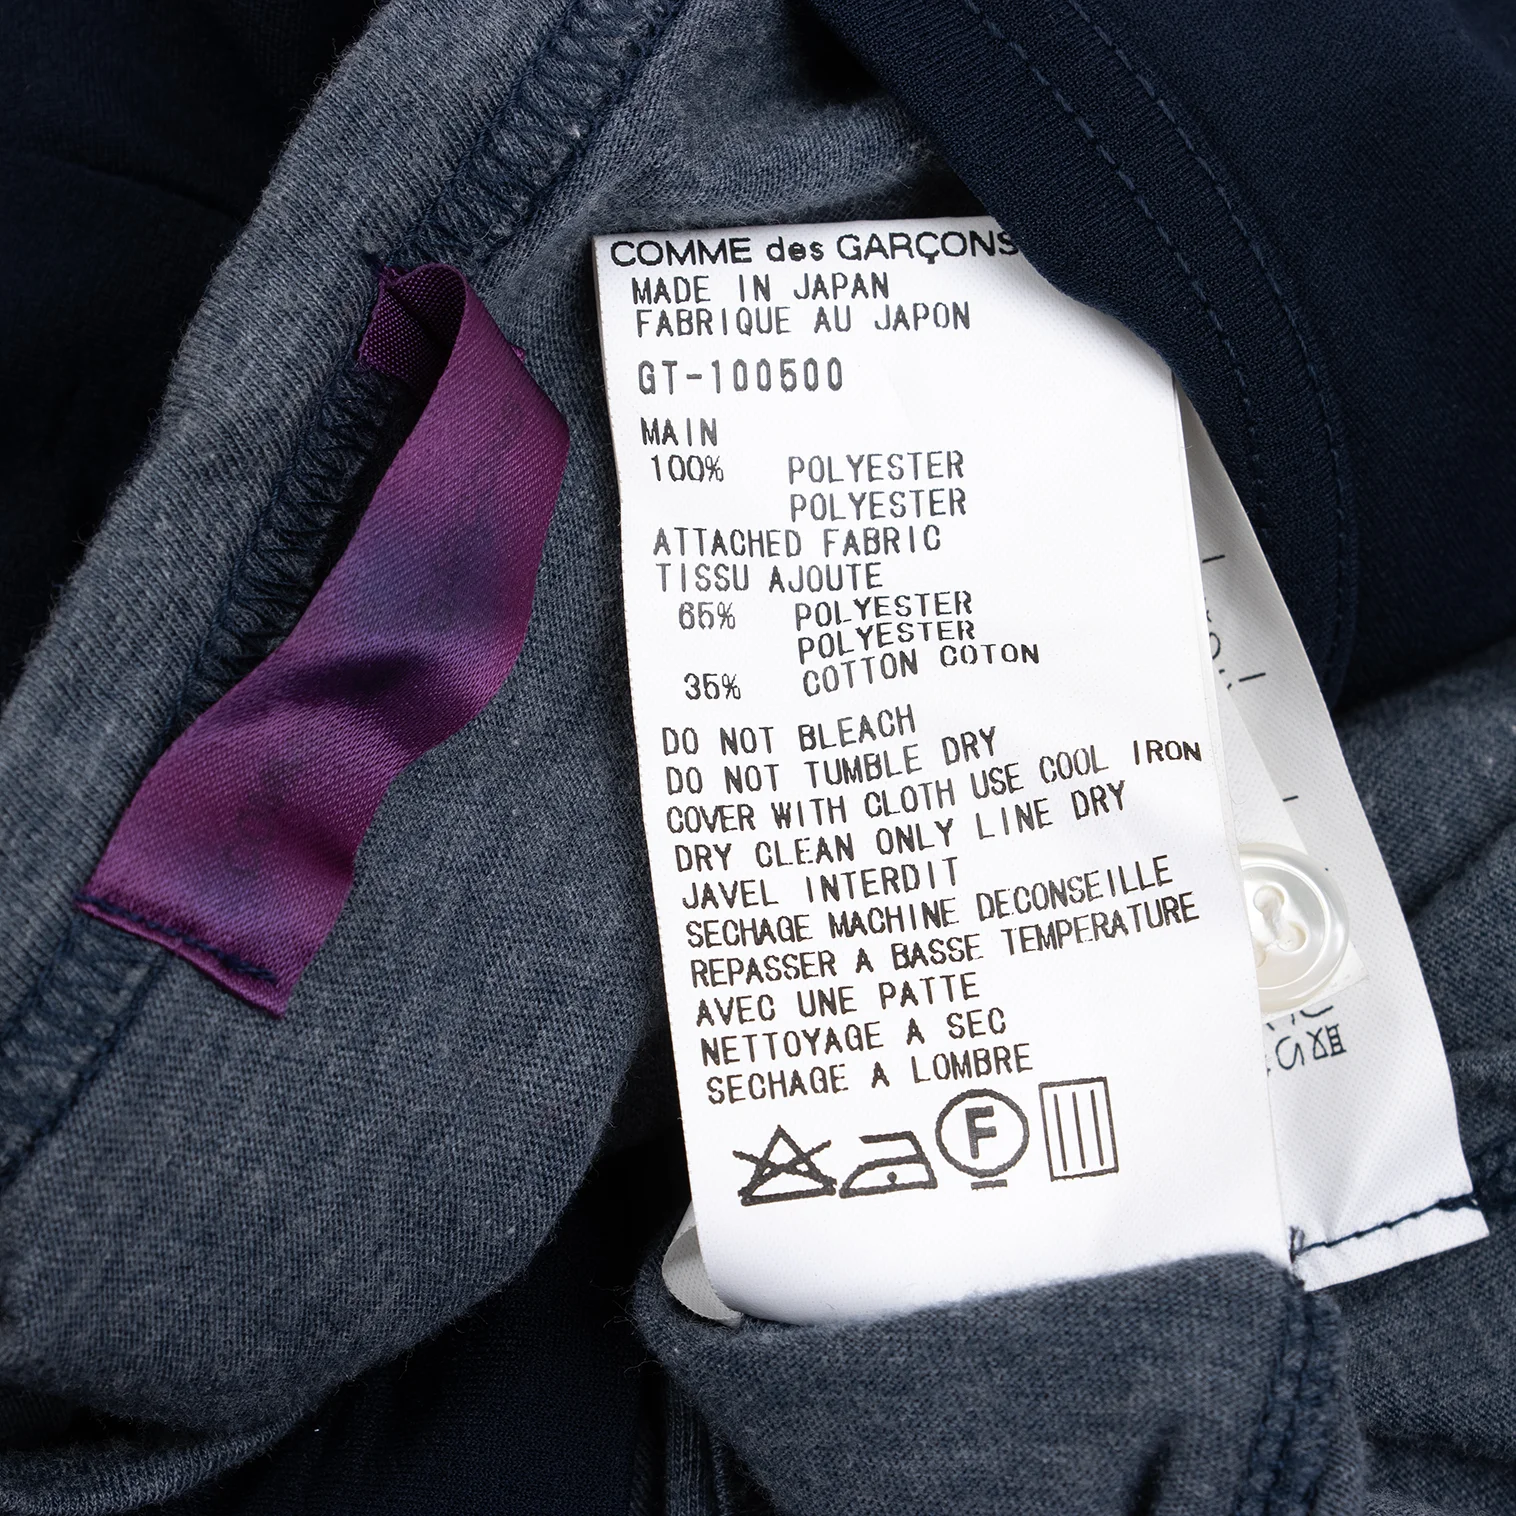 COMME des GARÇONS
MADE IN JAPAN
FABRIQUE AU JAPON
GT-100500
MAIN
100% POLYESTER
POLYESTER
ATTACHED FABRIC
TISSU AJOUTE
65% POLYESTER
POLYESTER
35% COTTON COTON
DO NOT BLEACH
DO NOT TUMBLE DRY
COVER WITH CLOTH USE COOL IRON
DRY CLEAN ONLY LINE DRY
JAVEL INTERDIT
SECHAGE MACHINE DECONSEILLE
REPASSER A BASSE TEMPERATURE
AVEC UNE PATTE
NETTOYAGE A SEC
SECHAGE A LOMBRE
F